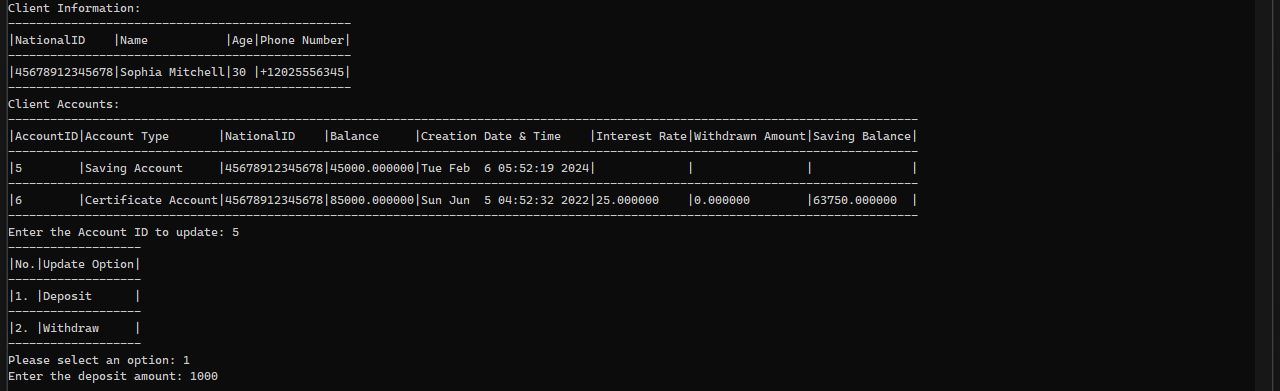 Client Information:
-------------------------------------------------
|NationalID    |Name           |Age|Phone Number|
-------------------------------------------------
|45678912345678|Sophia Mitchell|30 |+12025556345|
-------------------------------------------------
Client Accounts:
----------------------------------------------------------------------------------------------------------------------------------
|AccountID|Account Type       |NationalID    |Balance     |Creation Date & Time    |Interest Rate|Withdrawn Amount|Saving Balance|
----------------------------------------------------------------------------------------------------------------------------------
|5        |Saving Account     |45678912345678|45000.000000|Tue Feb  6 05:52:19 2024|             |                |              |
----------------------------------------------------------------------------------------------------------------------------------
|6        |Certificate Account|45678912345678|85000.000000|Sun Jun  5 04:52:32 2022|25.000000    |0.000000        |63750.000000  |
----------------------------------------------------------------------------------------------------------------------------------
Enter the Account ID to update: 5
-------------------
|No.|Update Option|
-------------------
|1. |Deposit      |
-------------------
|2. |Withdraw     |
-------------------
Please select an option: 1
Enter the deposit amount: 1000